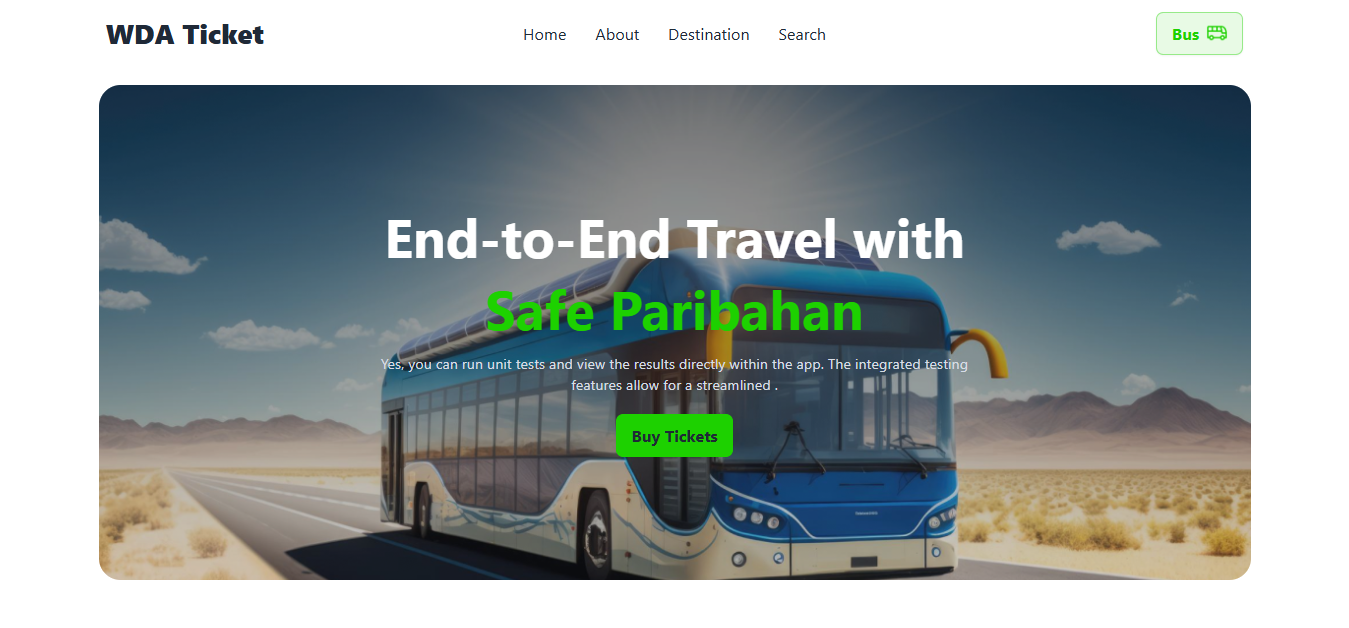 WDA Ticket
Home About Destination Search
Bus
End-to-End Travel with
Safe Paribahan
Yes, you can run unit tests and view the results directly within the app. The integrated testing
features allow for a streamlined .
Buy Tickets